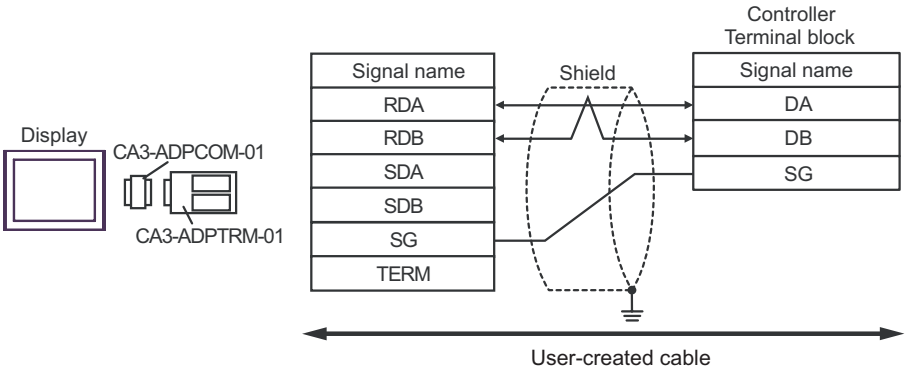 Controller
Terminal block
Signal name
Shield
Signal name
RDA
DA
Display
RDB
DB
CA3-ADPCOM-01
SDA
SG
SDB
CA3-ADPTRM-01
SG
TERM
User-created cable